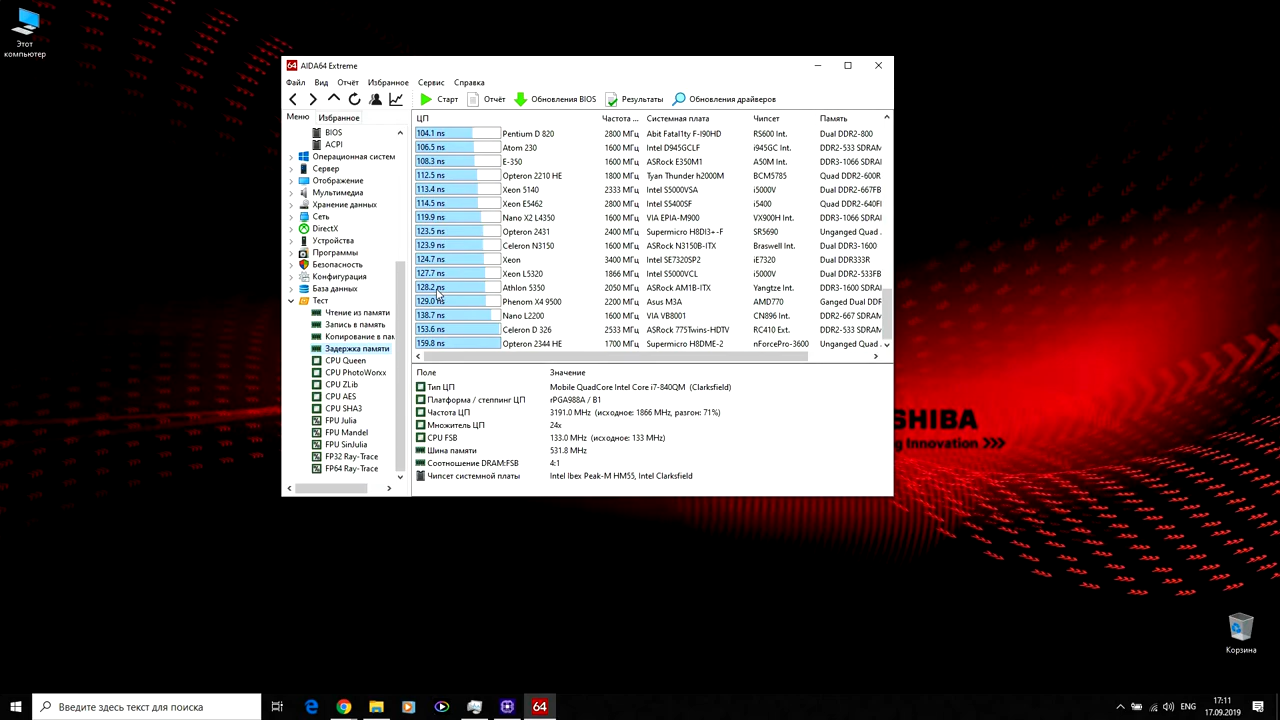 Этот
компьютер
64 AIDA64 Extreme
Файл Вид Отчёт Избранное Сервис Справка
Старт Отчёт Обновления BIOS Результаты Обновления драйверов
Меню Избранное
BIOS
ACPI
Операционная систем
Сервер
Отображение
Мультимедиа
Хранение данных
Сеть
DirectX
Устройства
Программы
Безопасность
Конфигурация
База данных
Тест
Чтение из памяти
Запись в память
Копирование в пам
Задержка памяти
CPU Queen
CPU PhotoWorxx
CPU ZLib
CPU AES
CPU SHA3
FPU Julia
FPU Mandel
FPU SinJulia
FP32 Ray-Trace
FP64 Ray-Trace
ЦП Частота ... Системная плата Чипсет Память
104.1 ns Pentium D 820 2800 МГц Abit Fatal1ty F-I90HD RS600 Int. Dual DDR2-800
106.5 ns Atom 230 1600 МГц Intel D945GCLF i945GC Int. DDR2-533 SDRAM
108.3 ns E-350 1600 МГц ASRock E350M1 A50M Int. DDR3-1066 SDRAI
112.5 ns Opteron 2210 HE 1800 МГц Tyan Thunder h2000M BCM5785 Quad DDR2-600R
113.4 ns Xeon 5140 2333 МГц Intel S5000VSA i5000V Dual DDR2-667FB
114.5 ns Xeon E5462 2800 МГц Intel S5400SF i5400 Quad DDR2-640FI
119.9 ns Nano X2 L4350 1600 МГц VIA EPIA-M900 VX900H Int. DDR3-1066 SDRAI
123.5 ns Opteron 2431 2400 МГц Supermicro H8DI3+-F SR5690 Unganged Quad .
123.9 ns Celeron N3150 1600 МГц ASRock N3150B-ITX Braswell Int. Dual DDR3-1600
124.7 ns Xeon 3400 МГц Intel SE7320SP2 iE7320 Dual DDR333R
127.7 ns Xeon L5320 1866 МГц Intel S5000VCL i5000V Dual DDR2-533FB
128.2 ns Athlon 5350 2050 МГц ASRock AM1B-ITX Yangtze Int. DDR3-1600 SDRAI
129.0 ns Phenom X4 9500 2200 МГц Asus M3A AMD770 Ganged Dual DDF
138.7 ns Nano L2200 1600 МГц VIA VB8001 CN896 Int. DDR2-667 SDRAM
153.6 ns Celeron D 326 2533 МГц ASRock 775Twins-HDTV RC410 Ext. DDR2-533 SDRAM
159.8 ns Opteron 2344 HE 1700 МГц Supermicro H8DME-2 nForcePro-3600 Unganged Quad .
Поле Значение
Тип ЦП Mobile QuadCore Intel Core i7-840QM (Clarksfield)
Платформа / степпинг ЦП rPGA988A / B1
Частота ЦП 3191.0 MHz (исходное: 1866 MHz, разгон: 71%)
Множитель ЦП 24x
CPU FSB 133.0 MHz (исходное: 133 MHz)
Шина памяти 531.8 MHz
Соотношение DRAM:FSB 4:1
Чипсет системной платы Intel Ibex Peak-M HM55, Intel Clarksfield
SHIBA
ng Innovation >>>
Корзина
Введите здесь текст для поиска
64
ENG
17:11
17.09.2019